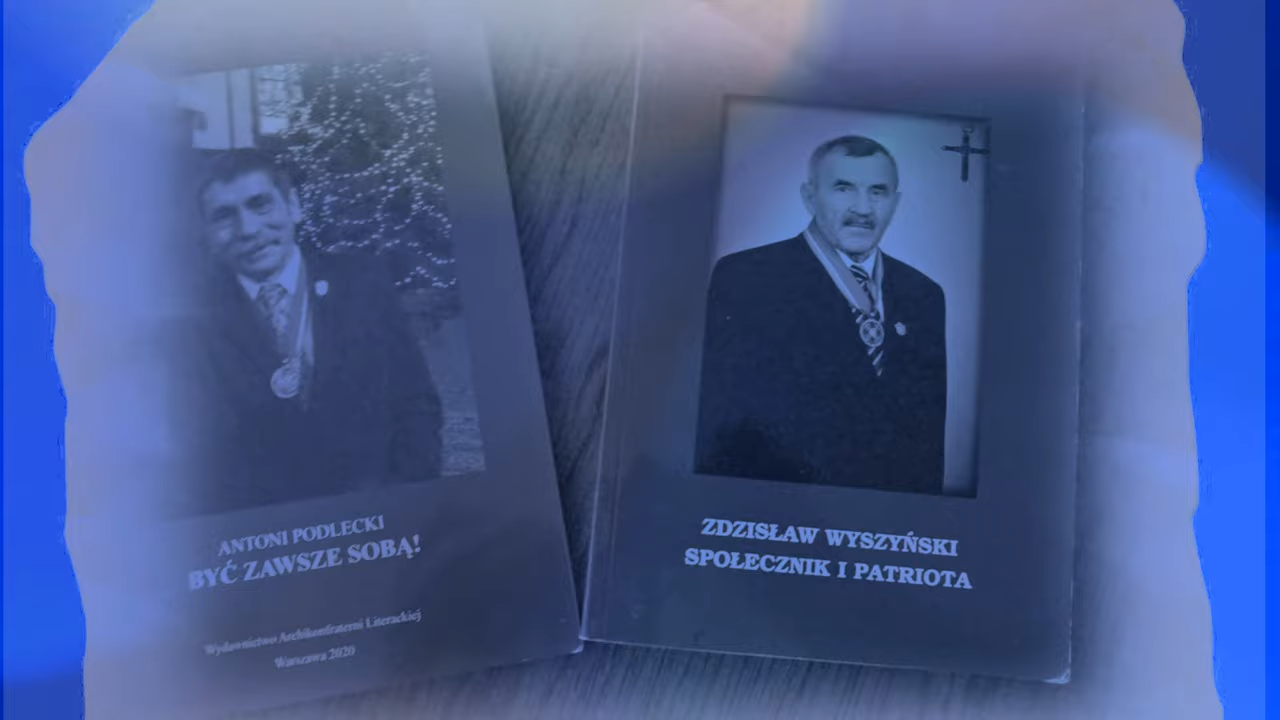 ANTONI PODLECKI
BYĆ ZAWSZE SOBĄ!
Wydawnictwo Archikonfraterni Literackiej
Warszawa 2020
ZDZISŁAW WYSZYŃSKI
SPOŁECZNIK I PATRIOTA